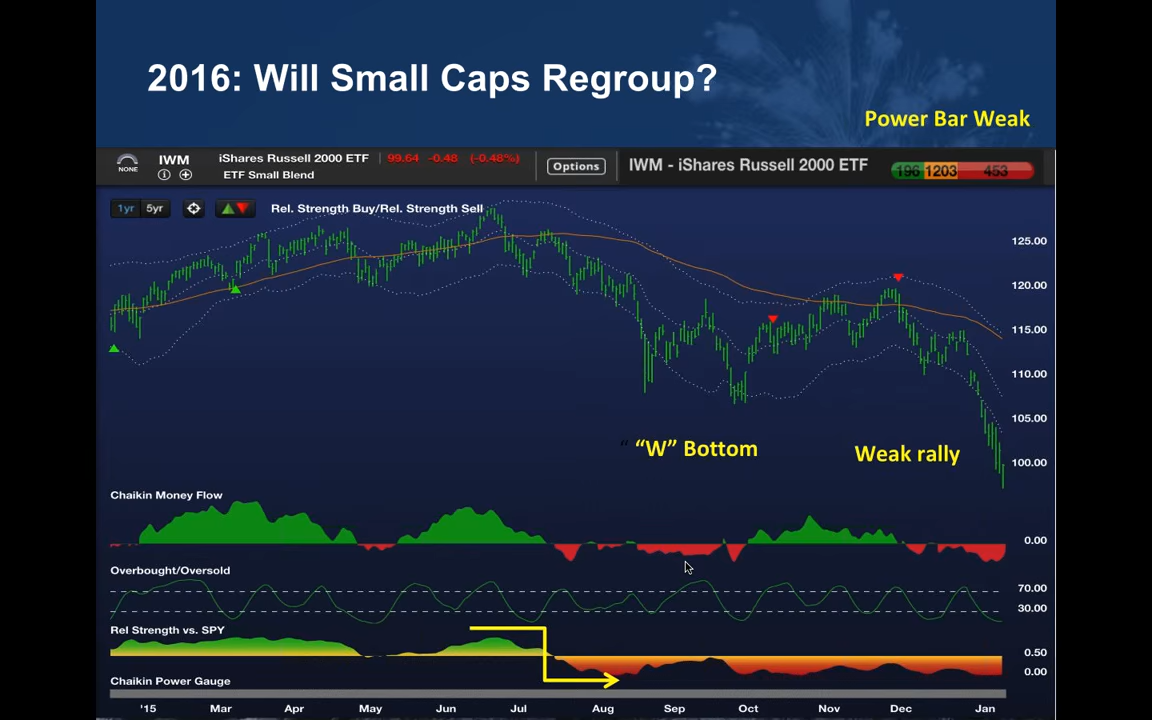 2016: Will Small Caps Regroup?
Power Bar Weak
NONE
IWM
iShares Russell 2000 ETF 99.64 -0.48 (-0.48%)
ETF Small Blend
Options
IWM - iShares Russell 2000 ETF
196 1203 453
1yr 5yr
Rel. Strength Buy/Rel. Strength Sell
125.00
120.00
115.00
110.00
105.00
100.00
“ “W” Bottom
Weak rally
Chaikin Money Flow
0.00
Overbought/Oversold
70.00
30.00
Rel Strength vs. SPY
0.50
0.00
Chaikin Power Gauge
'15 Mar Apr May Jun Jul Aug Sep Oct Nov Dec Jan